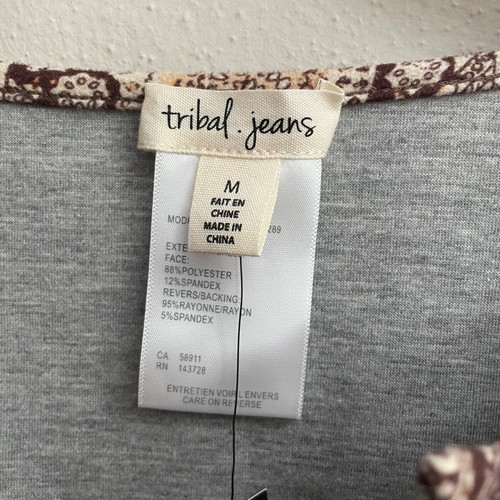 tribal.jeans
M
FAIT EN
CHINE
MADE IN
CHINA
289
FACE:
88%POLYESTER
12%SPANDEX
REVERS/BACKING
95%RAYONNE/RAYON
5%SPANDEX
CA 58911
RN 143728
ENTRETIEN VOIR L ENVERS
CARE ON REVERSE